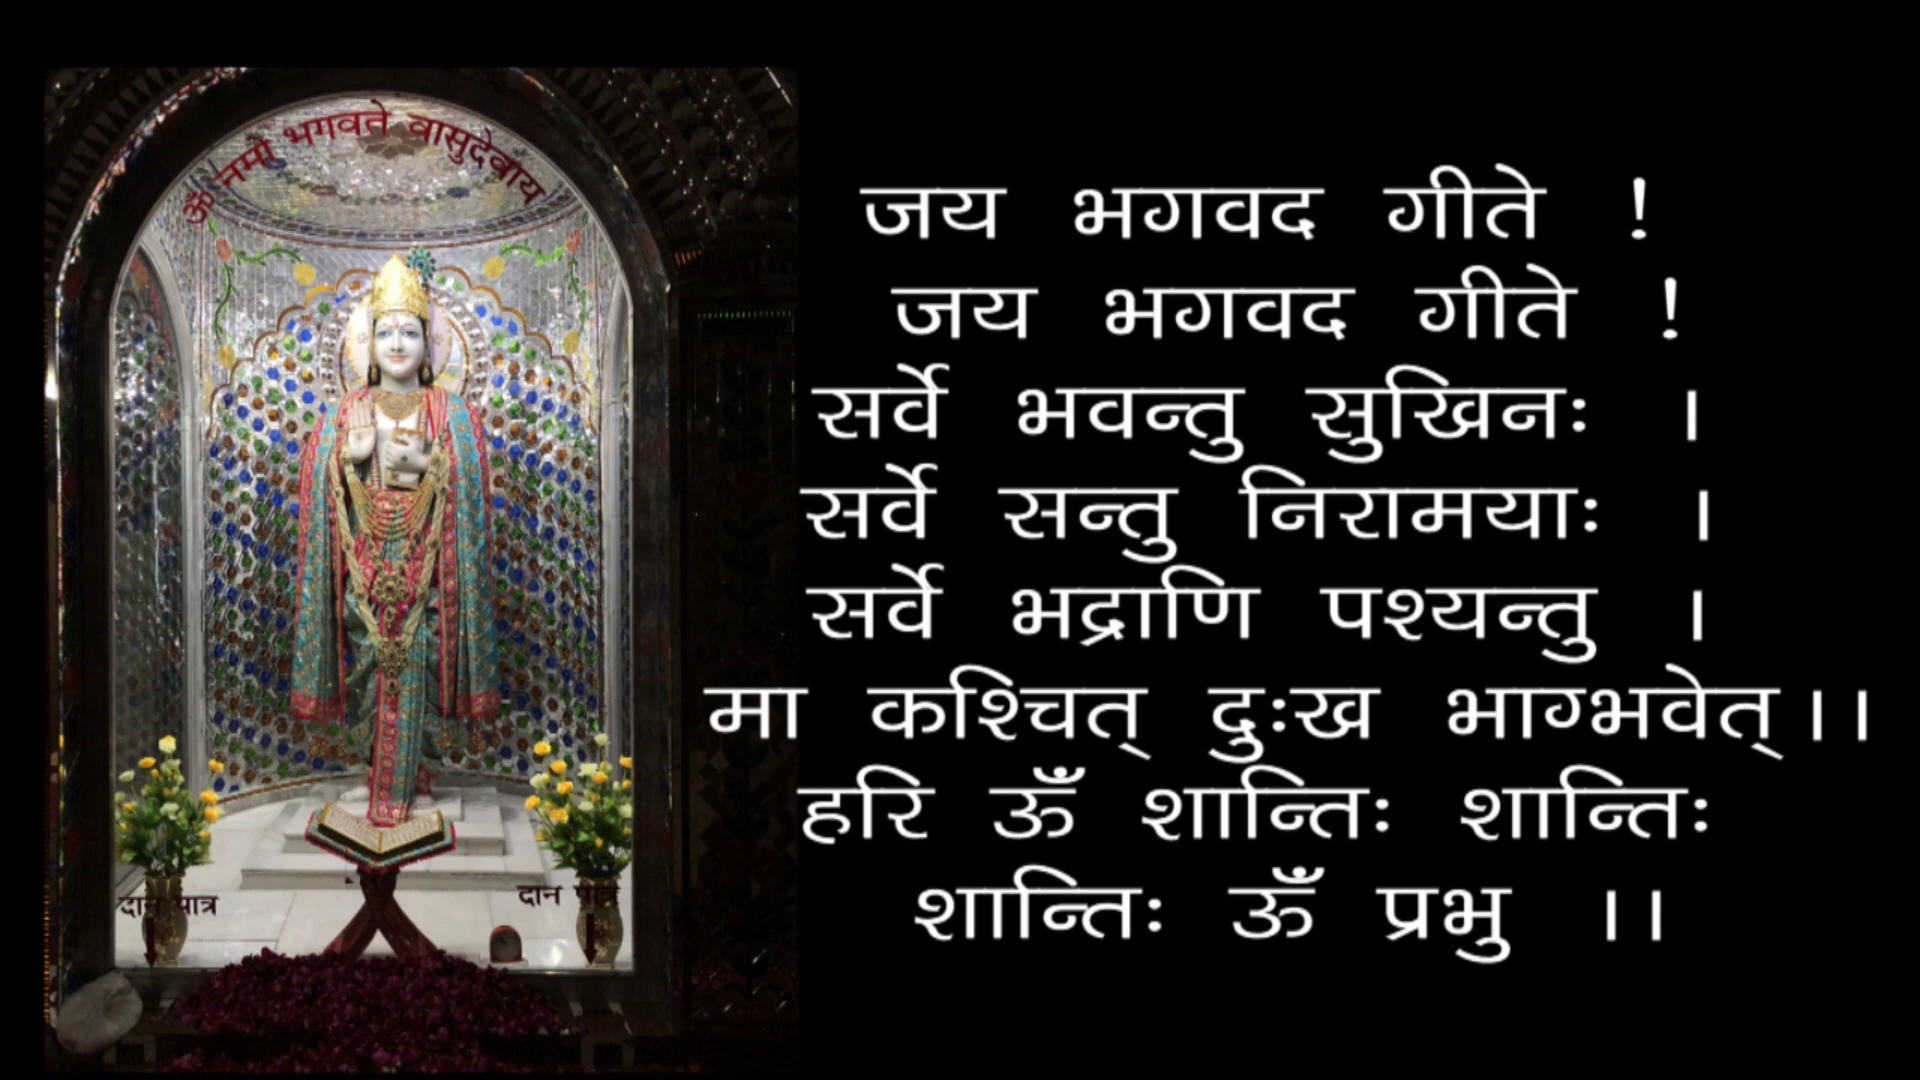 ॐ नमो भगवते वासुदेवाय
जय भगवद गीते !
जय भगवद गीते !
सर्वे भवन्तु सुखिनः ।
सर्वे सन्तु निरामयाः ।
सर्वे भद्राणि पश्यन्तु ।
मा कश्चित् दुःख भाग्भवेत्।।
हरि ऊँ शान्तिः शान्तिः
शान्तिः ऊँ प्रभु ।।
दान पात्र
दान पात्र